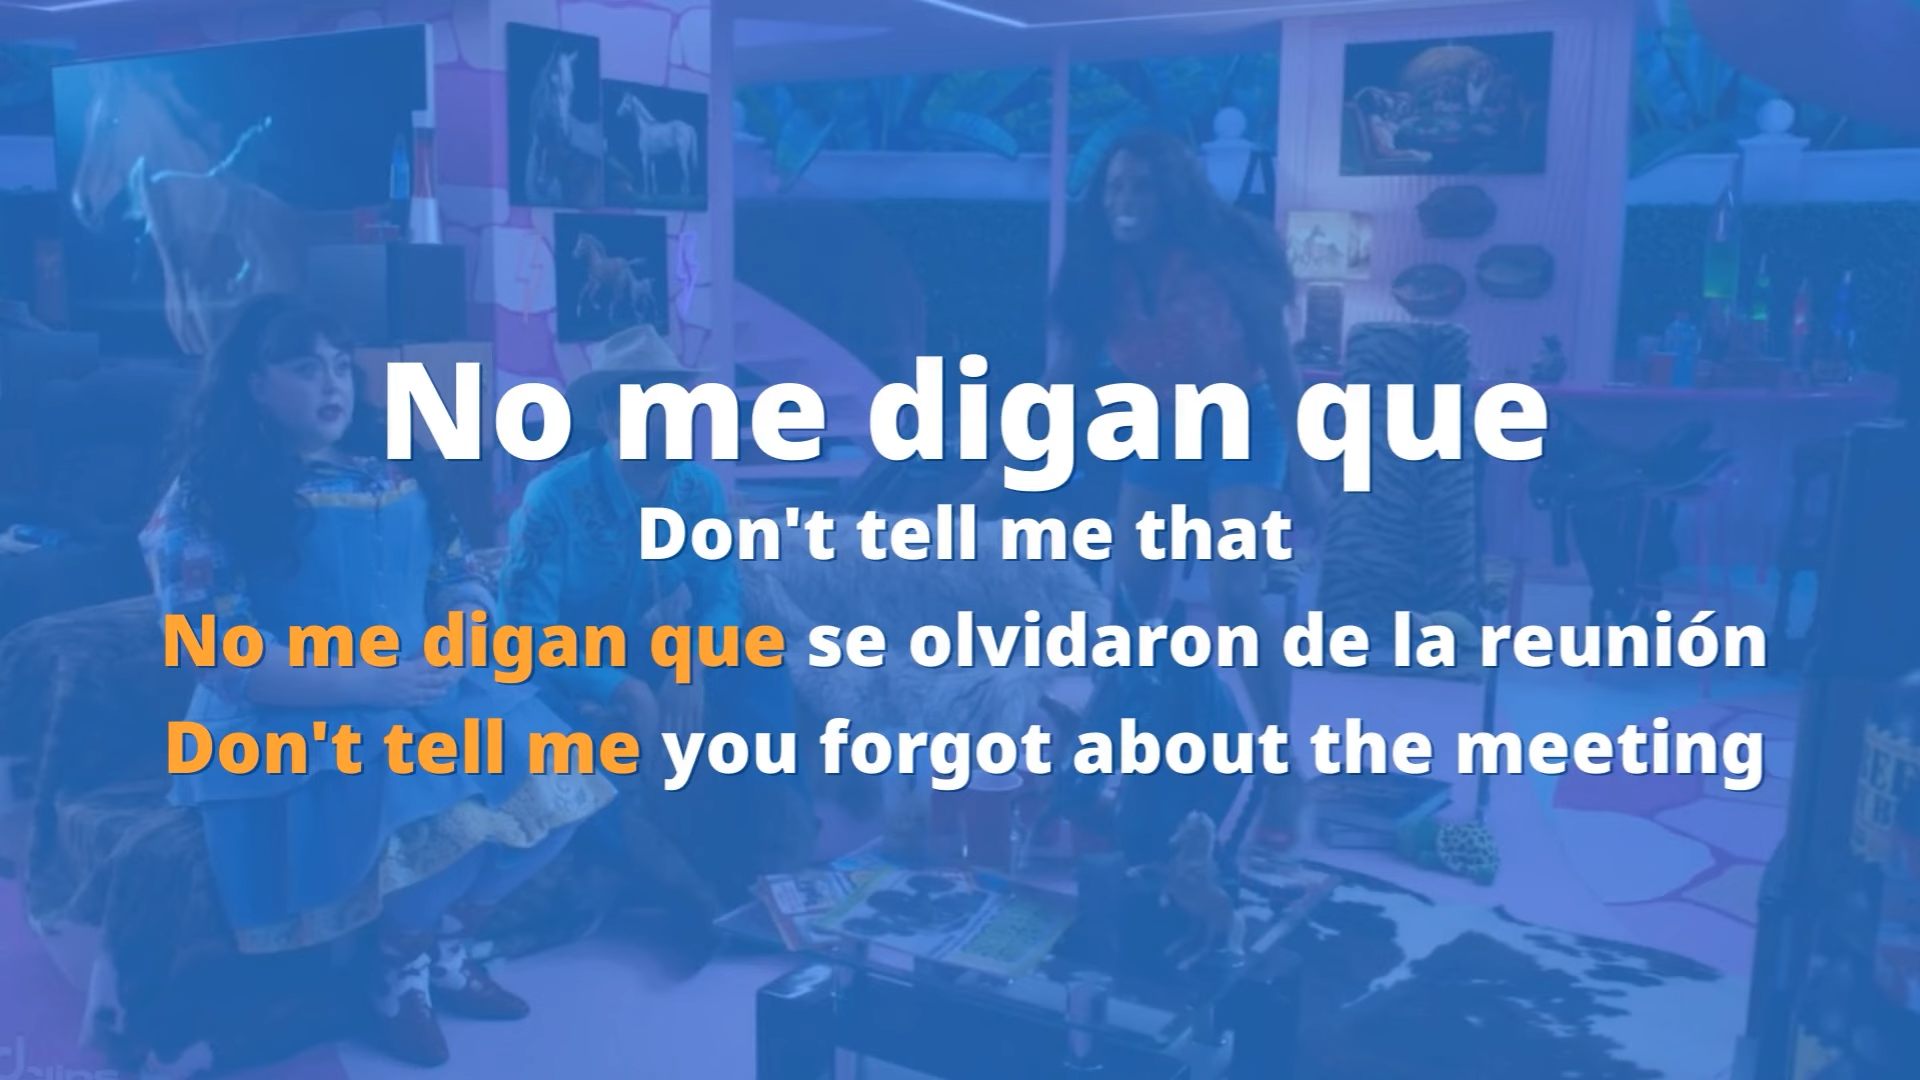 No me digan que
Don't tell me that
No me digan que se olvidaron de la reunión
Don't tell me you forgot about the meeting